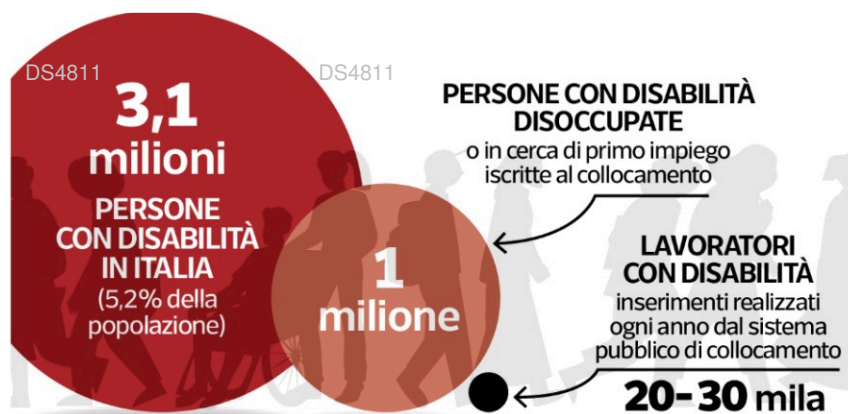 DS4811
DS4811
3,1
milioni
PERSONE
CON DISABILITÀ
IN ITALIA
(5,2% della
popolazione)
1
milione
PERSONE CON DISABILITÀ
DISOCCUPATE
o in cerca di primo impiego
iscritte al collocamento
LAVORATORI
CON DISABILITÀ
inserimenti realizzati
ogni anno dal sistema
pubblico di collocamento
20-30 mila